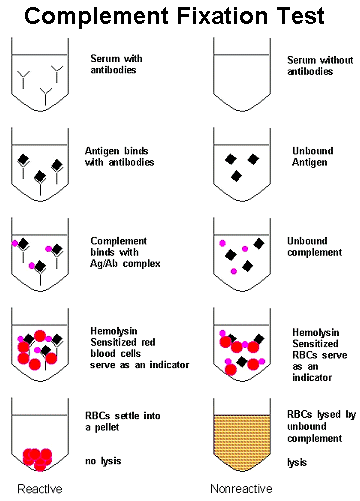 Complement Fixation Test
Serum with
antibodies
Serum without
antibodies
Antigen binds
with antibodies
Unbound
Antigen
Complement
binds with
Ag/Ab complex
Unbound
complement
Hemolysin
Sensitized red
blood cells
serve as an indicator
Hemolysin
Sensitized
RBCs serve
as an
indicator
RBCs settle into
a pellet
no lysis
RBCs lysed by
unbound
complement
lysis
Reactive
Nonreactive